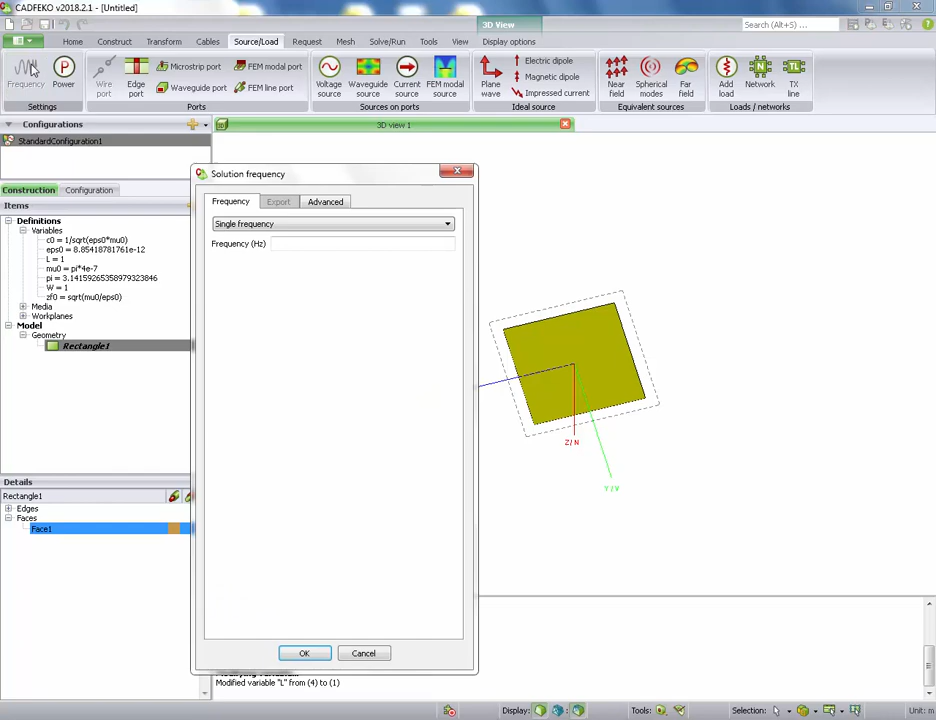 CADFEKO v2018.2.1 - [Untitled]
3D View
Search (Alt+S) . . .
Home Construct Transform Cables Source/Load Request Mesh Solve/Run Tools View Display options
Frequency Power
Settings
Wire port Edge port Microstrip port Waveguide port FEM modal port FEM line port
Ports
Voltage source Waveguide source Current source FEM modal source
Sources on ports
Plane wave Electric dipole Magnetic dipole Impressed current
Ideal source
Near field Spherical modes Far field
Equivalent sources
Add load Network TX line
Loads / networks
Configurations
3D view 1
StandardConfiguration1
Construction Configuration
Items
Definitions
Variables
c0 = 1/sqrt(eps0*mu0)
eps0 = 8.85418781761e-12
L = 1
mu0 = pi*4e-7
pi = 3.14159265358979323846
W = 1
zf0 = sqrt(mu0/eps0)
Media
Workplanes
Model
Geometry
Rectangle1
Details
Rectangle1
Edges
Faces
Face1
Solution frequency
Frequency Export Advanced
Single frequency
Frequency (Hz)
OK Cancel
Z/ N
Y / V
Modified variable "L" from (4) to (1)
Display: Tools: Selection: Unit: m